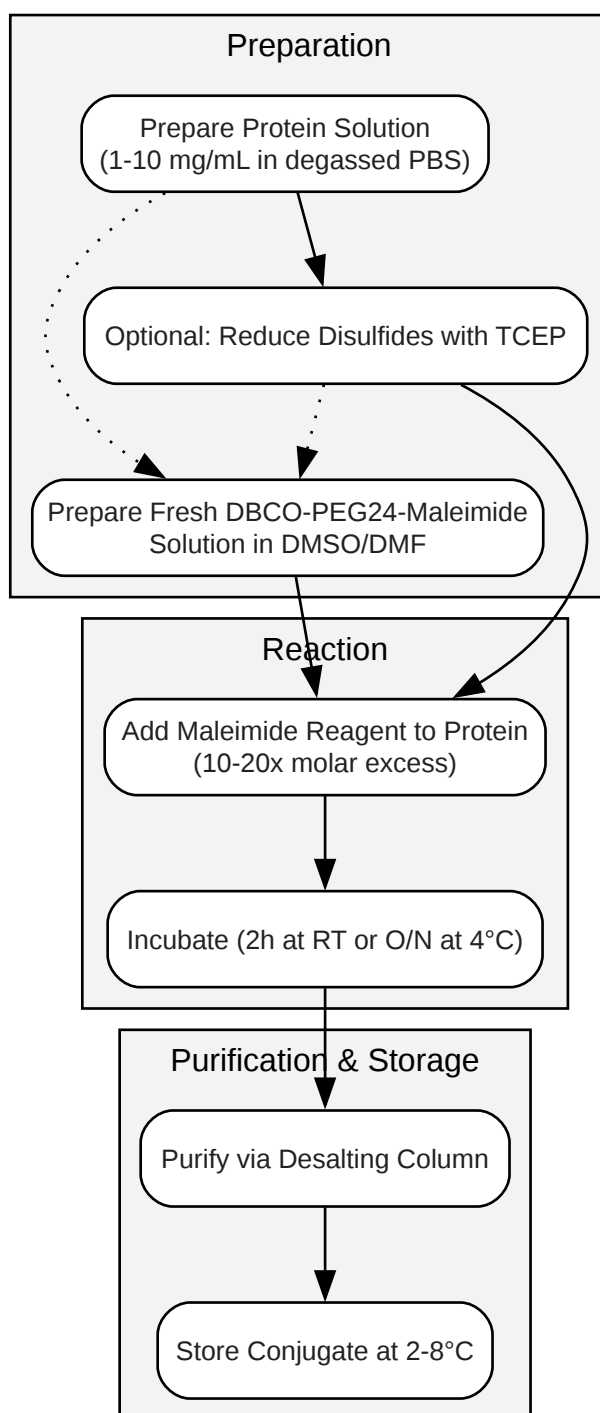 Preparation
Prepare Protein Solution
(1-10 mg/mL in degassed PBS)
Optional: Reduce Disulfides with TCEP
Prepare Fresh DBCO-PEG24-Maleimide
Solution in DMSO/DMF
Reaction
Add Maleimide Reagent to Protein
(10-20x molar excess)
Incubate (2h at RT or O/N at 4°C)
Purification & Storage
Purify via Desalting Column
Store Conjugate at 2-8°C